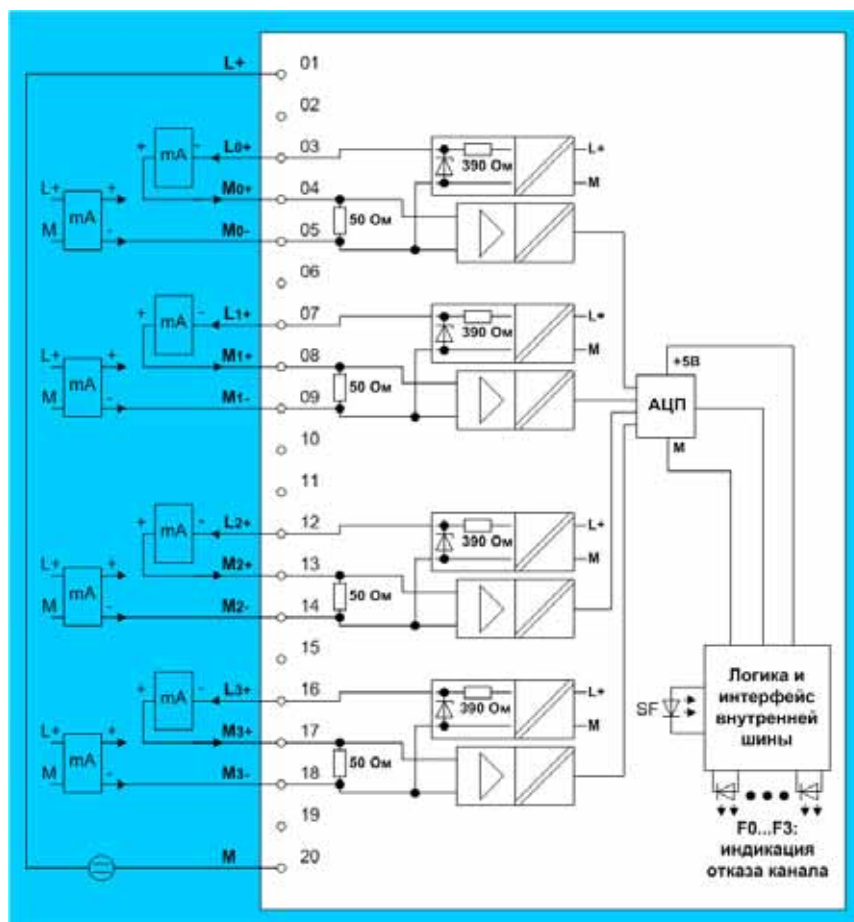 L+ 01
02
+ mA - L0+ 03 390 Ом L+
M
L+ mA + M0+ 04 50 Ом
M - M0- 05
06
+ mA - L1+ 07 390 Ом L+
M
L+ mA + M1+ 08 50 Ом
M - M1- 09
+5В
АЦП
M
10
11
+ mA - L2+ 12 390 Ом L+
M
L+ mA + M2+ 13 50 Ом
M - M2- 14
15
+ mA - L3+ 16 390 Ом L+
M
L+ mA + M3+ 17 50 Ом
M - M3- 18
19
M 20
SF
Логика и
интерфейс
внутренней
шины
F0...F3:
индикация
отказа канала